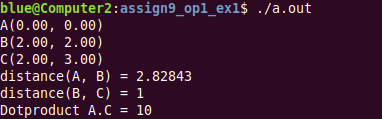 blue@Computer2:assign9_op1_ex1$ ./a.out
A(0.00, 0.00)
B(2.00, 2.00)
C(2.00, 3.00)
distance(A, B) = 2.82843
distance(B, C) = 1
Dotproduct A.C = 10